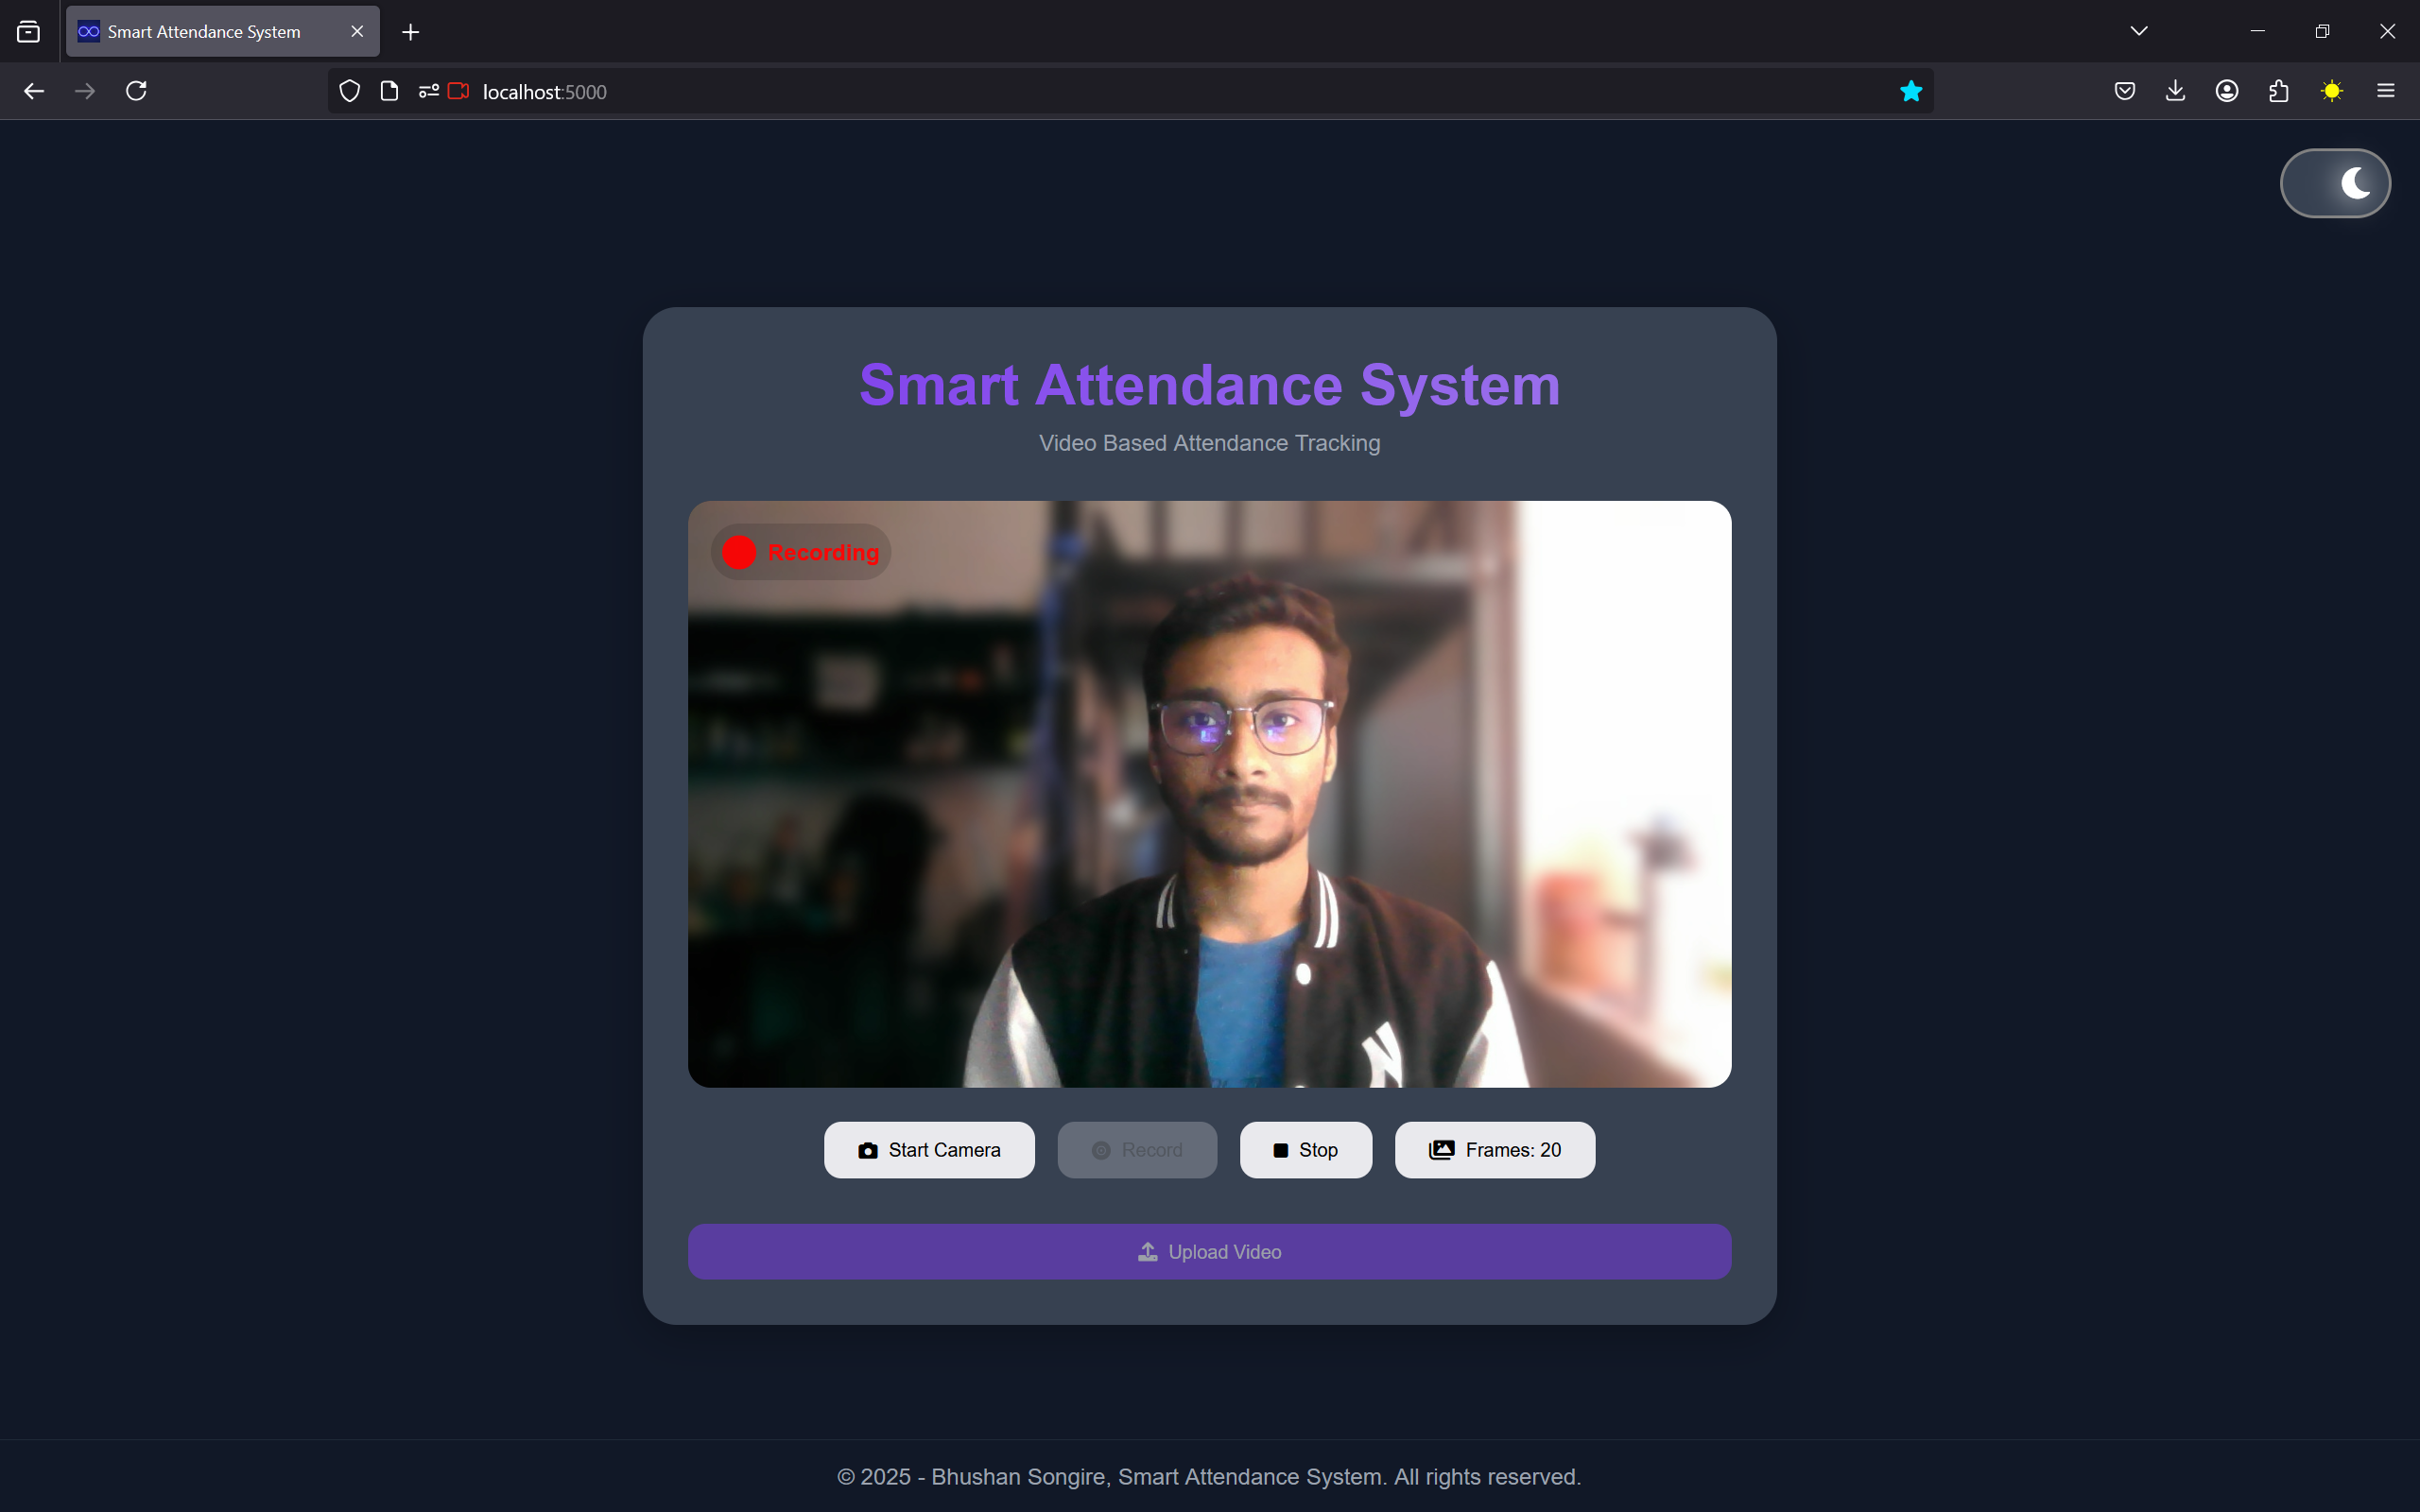 Smart Attendance System
localhost:5000
Smart Attendance System
Video Based Attendance Tracking
Recording
Start Camera
Record
Stop
Frames: 20
Upload Video
© 2025 - Bhushan Songire, Smart Attendance System. All rights reserved.